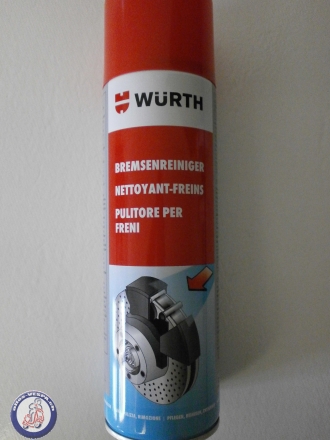 WÜRTH
BREMSENREINIGER
NETTOYANT-FREINS
PULITORE PER
FRENI